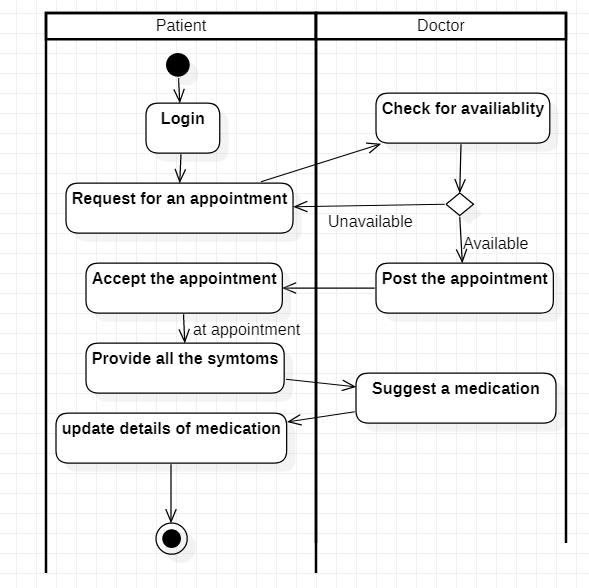 Patient
Doctor
Login
Check for availiablity
Request for an appointment
Unavailable
Available
Accept the appointment
Post the appointment
at appointment
Provide all the symtoms
Suggest a medication
update details of medication